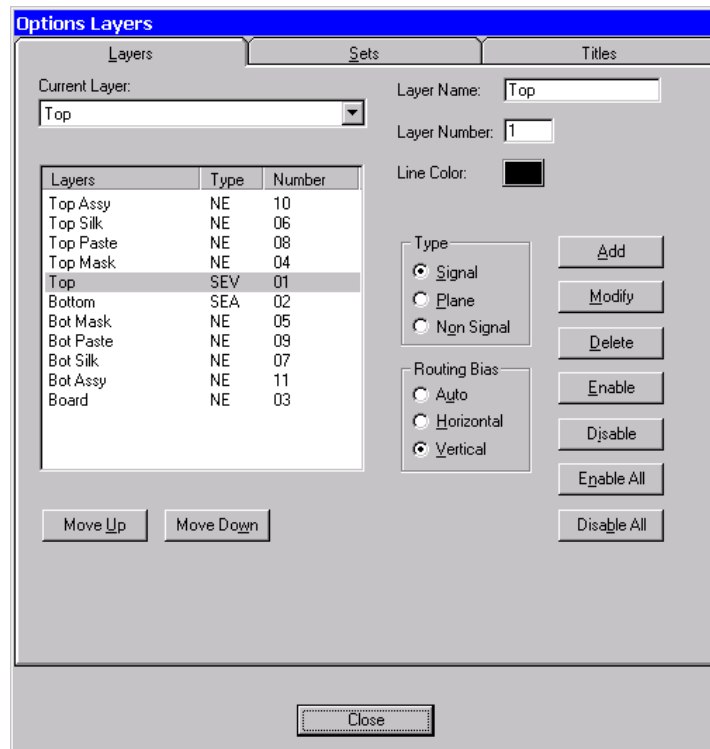 Options Layers
Layers Sets Titles
Current Layer:
Top
Layer Name: Top
Layer Number: 1
Line Color:
Layers Type Number
Top Assy NE 10
Top Silk NE 06
Top Paste NE 08
Top Mask NE 04
Top SEV 01
Bottom SEA 02
Bot Mask NE 05
Bot Paste NE 09
Bot Silk NE 07
Bot Assy NE 11
Board NE 03
Type
Signal
Plane
Non Signal
Routing Bias
Auto
Horizontal
Vertical
Add
Modify
Delete
Enable
Disable
Enable All
Disable All
Move Up Move Down
Close